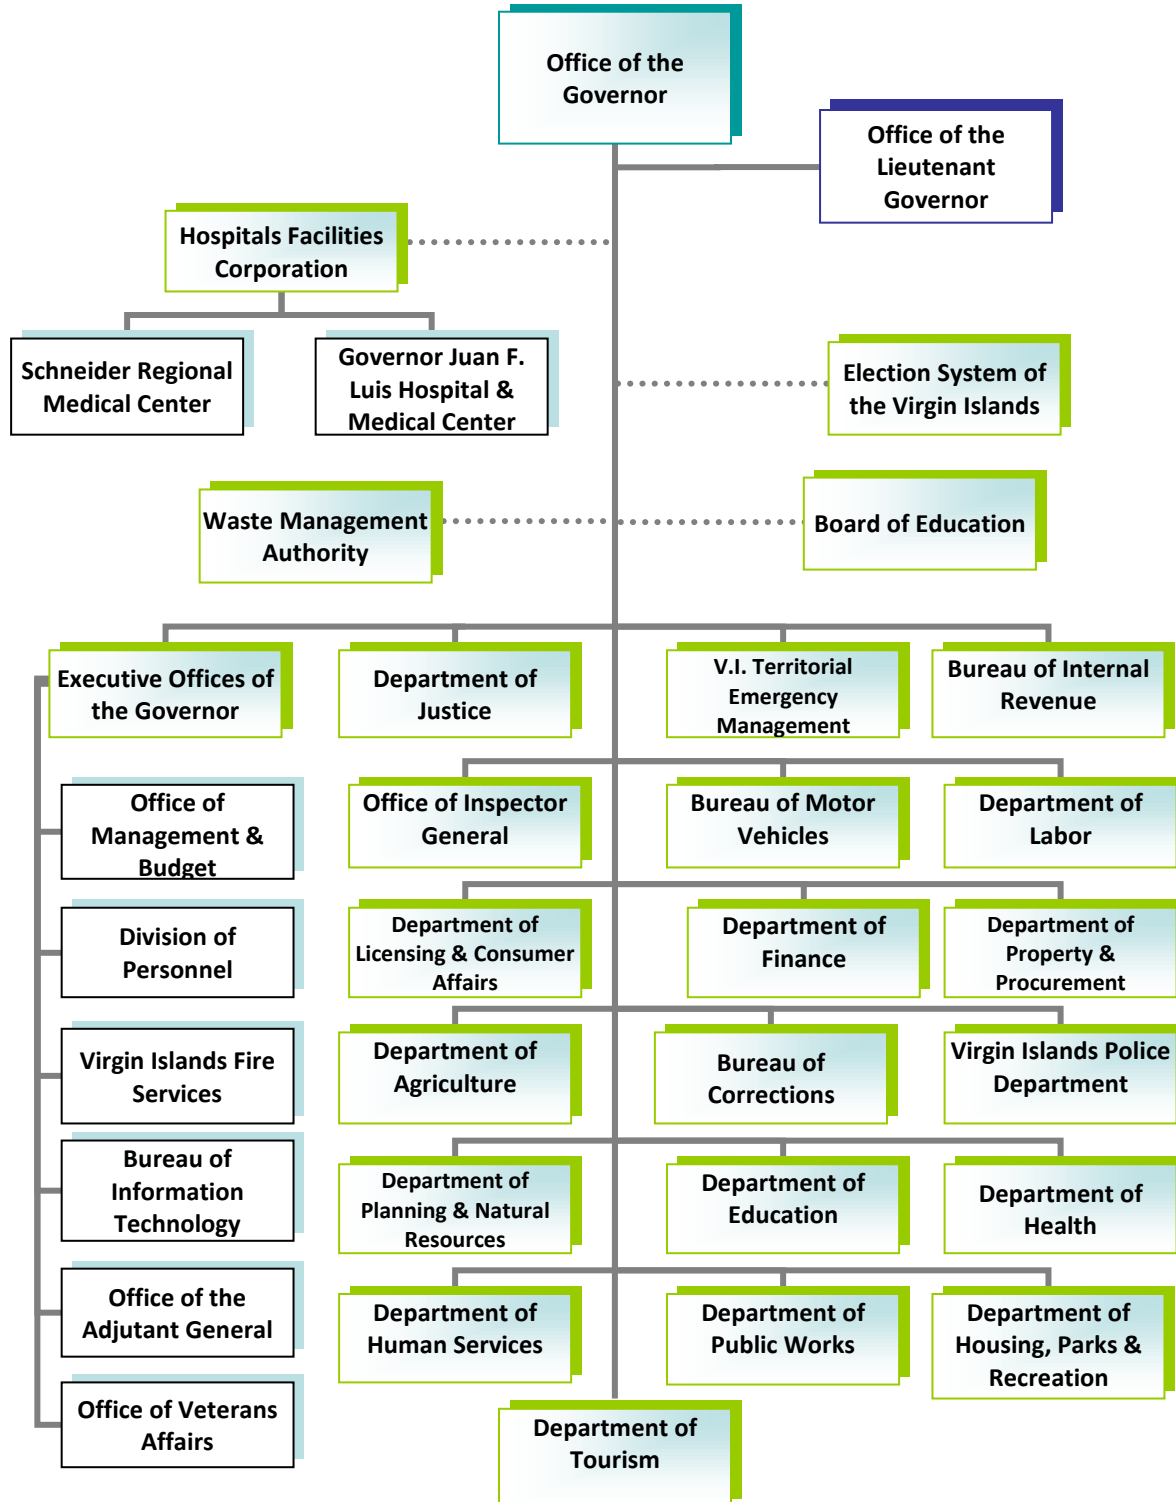 Office of the
Governor
Office of the
Lieutenant
Governor
Hospitals Facilities
Corporation
Schneider Regional
Medical Center
Governor Juan F.
Luis Hospital &
Medical Center
Election System of
the Virgin Islands
Waste Management
Authority
Board of Education
Executive Offices of
the Governor
Department of
Justice
V.I. Territorial
Emergency
Management
Bureau of Internal
Revenue
Office of
Management &
Budget
Office of Inspector
General
Bureau of Motor
Vehicles
Department of
Labor
Division of
Personnel
Department of
Licensing & Consumer
Affairs
Department of
Finance
Department of
Property &
Procurement
Virgin Islands Fire
Services
Department of
Agriculture
Bureau of
Corrections
Virgin Islands Police
Department
Bureau of
Information
Technology
Department of
Planning & Natural
Resources
Department of
Education
Department of
Health
Office of the
Adjutant General
Department of
Human Services
Department of
Public Works
Department of
Housing, Parks &
Recreation
Office of Veterans
Affairs
Department of
Tourism